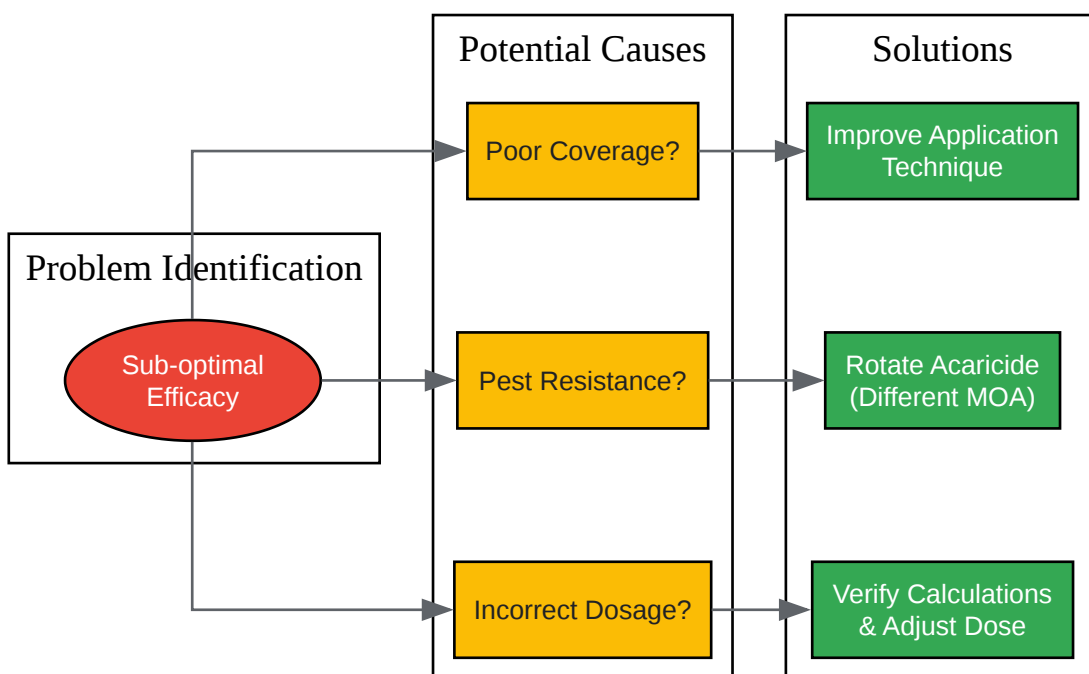 Potential Causes
Solutions
Poor Coverage?
Improve Application
Technique
Problem Identification
Sub-optimal
Efficacy
Pest Resistance?
Rotate Acaricide
(Different MOA)
Incorrect Dosage?
Verify Calculations
& Adjust Dose